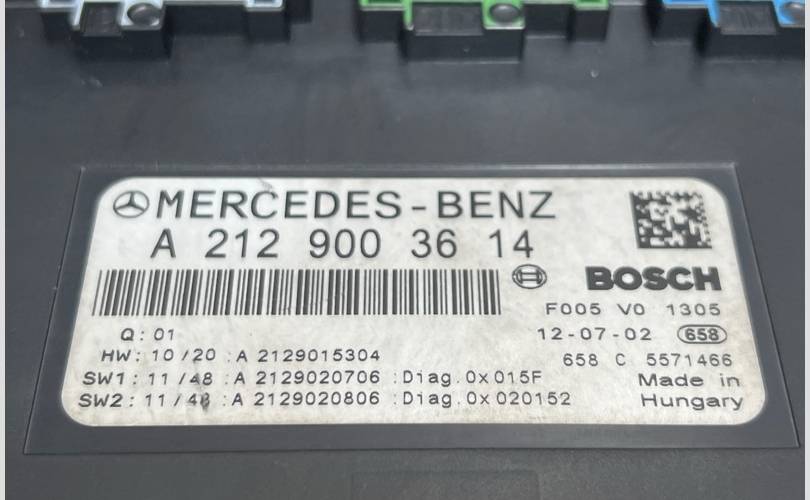 MERCEDES-BENZ
A 212 900 36 14
BOSCH
F005 V0 1305
Q: 01
12-07-02 658
HW: 10/20 :A 2129015304
658 C 5571466
SW1: 11/48 :A 2129020706 :Diag.0x015F
Made in
SW2: 11/48 :A 2129020806 :Diag.0x020152
Hungary